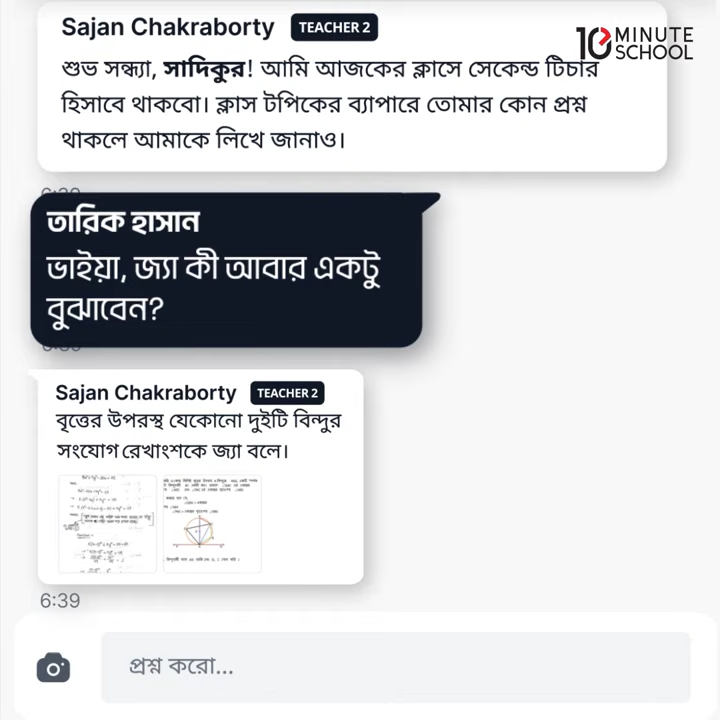 Sajan Chakraborty TEACHER 2
10 MINUTE SCHOOL
শুভ সন্ধ্যা, সাদিকুর! আমি আজকের ক্লাসে সেকেন্ড টিচার
হিসাবে থাকবো। ক্লাস টপিকের ব্যাপারে তোমার কোন প্রশ্ন
থাকলে আমাকে লিখে জানাও।
তারিক হাসান
ভাইয়া, জ্যা কী আবার একটু
বুঝাবেন?
Sajan Chakraborty TEACHER 2
বৃত্তের উপরস্থ যেকোনো দুইটি বিন্দুর
সংযোগ রেখাংশকে জ্যা বলে।
6:39
প্রশ্ন করো...